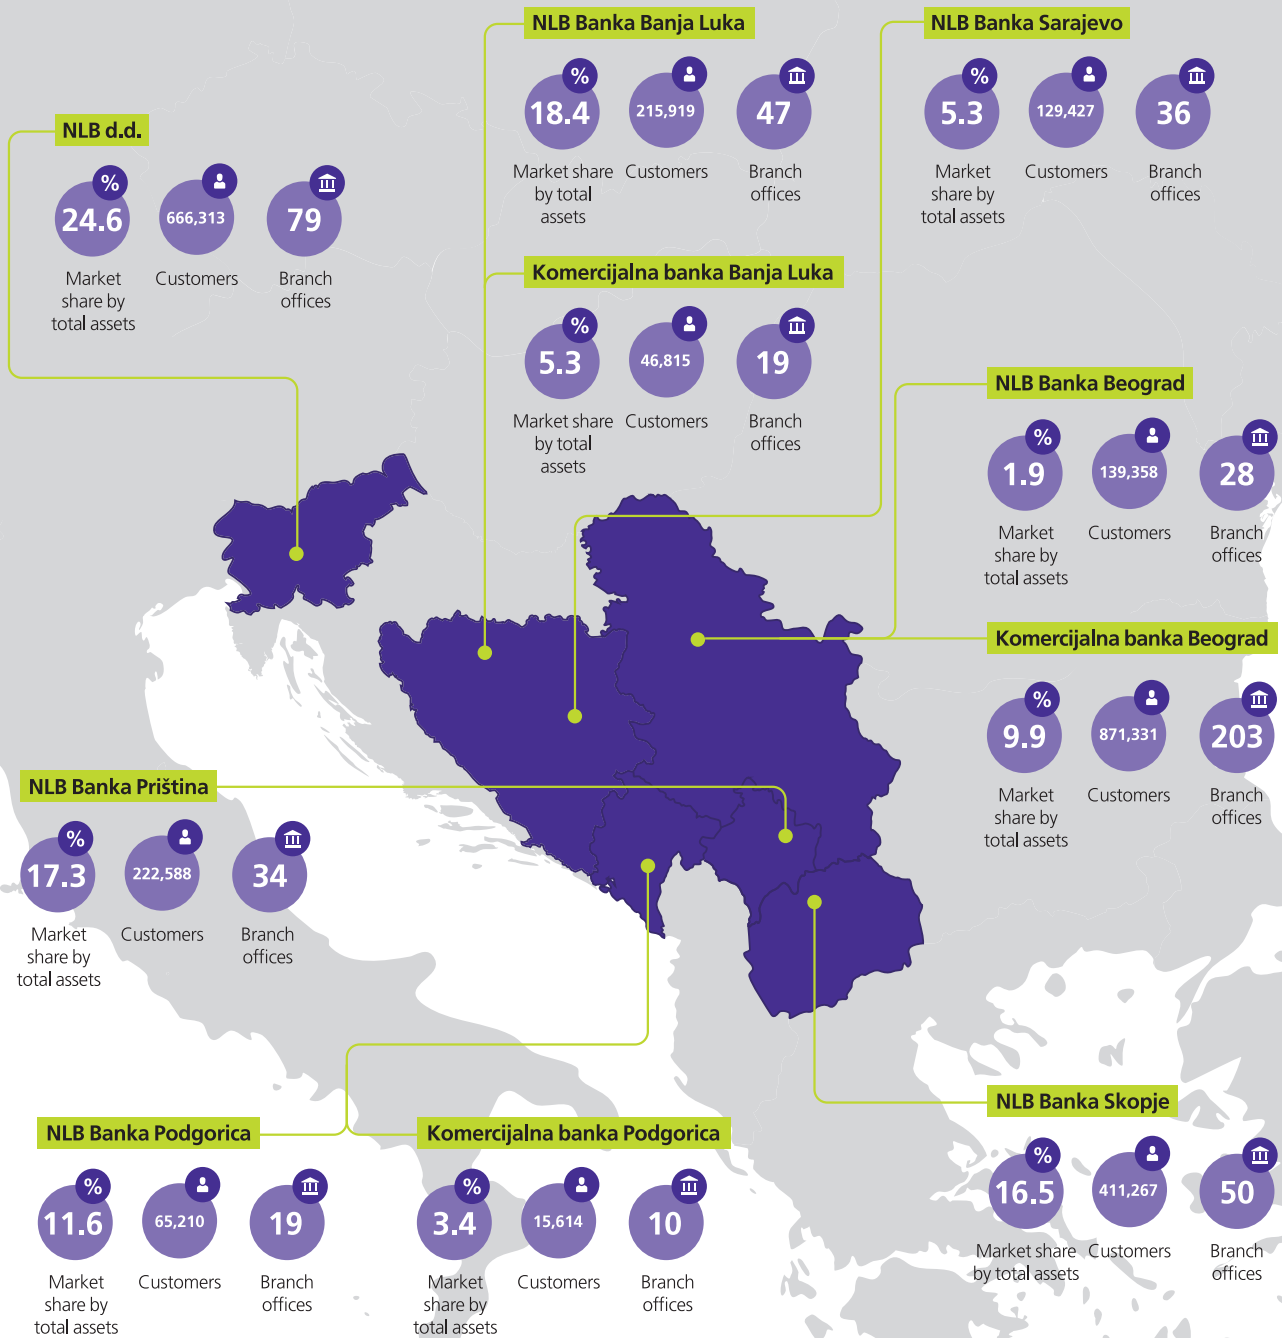 NLB Banka Banja Luka
%
18.4
215,919
47
Market share
by total
assets
Customers
Branch
offices
NLB Banka Sarajevo
%
5.3
129,427
36
Market
share by
total assets
Customers
Branch
offices
NLB d.d.
%
24.6
666,313
79
Market
share by
total assets
Customers
Branch
offices
Komercijalna banka Banja Luka
%
5.3
46,815
19
Market share
by total
assets
Customers
Branch
offices
NLB Banka Beograd
%
1.9
139,358
28
Market
share by
total assets
Customers
Branch
offices
Komercijalna banka Beograd
%
9.9
871,331
203
Market
share by
total assets
Customers
Branch
offices
NLB Banka Priština
%
17.3
222,588
34
Market
share by
total assets
Customers
Branch
offices
NLB Banka Podgorica
%
11.6
65,210
19
Market
share by
total assets
Customers
Branch
offices
Komercijalna banka Podgorica
%
3.4
15,614
10
Market
share by
total assets
Customers
Branch
offices
NLB Banka Skopje
%
16.5
411,267
50
Market share
by total assets
Customers
Branch
offices